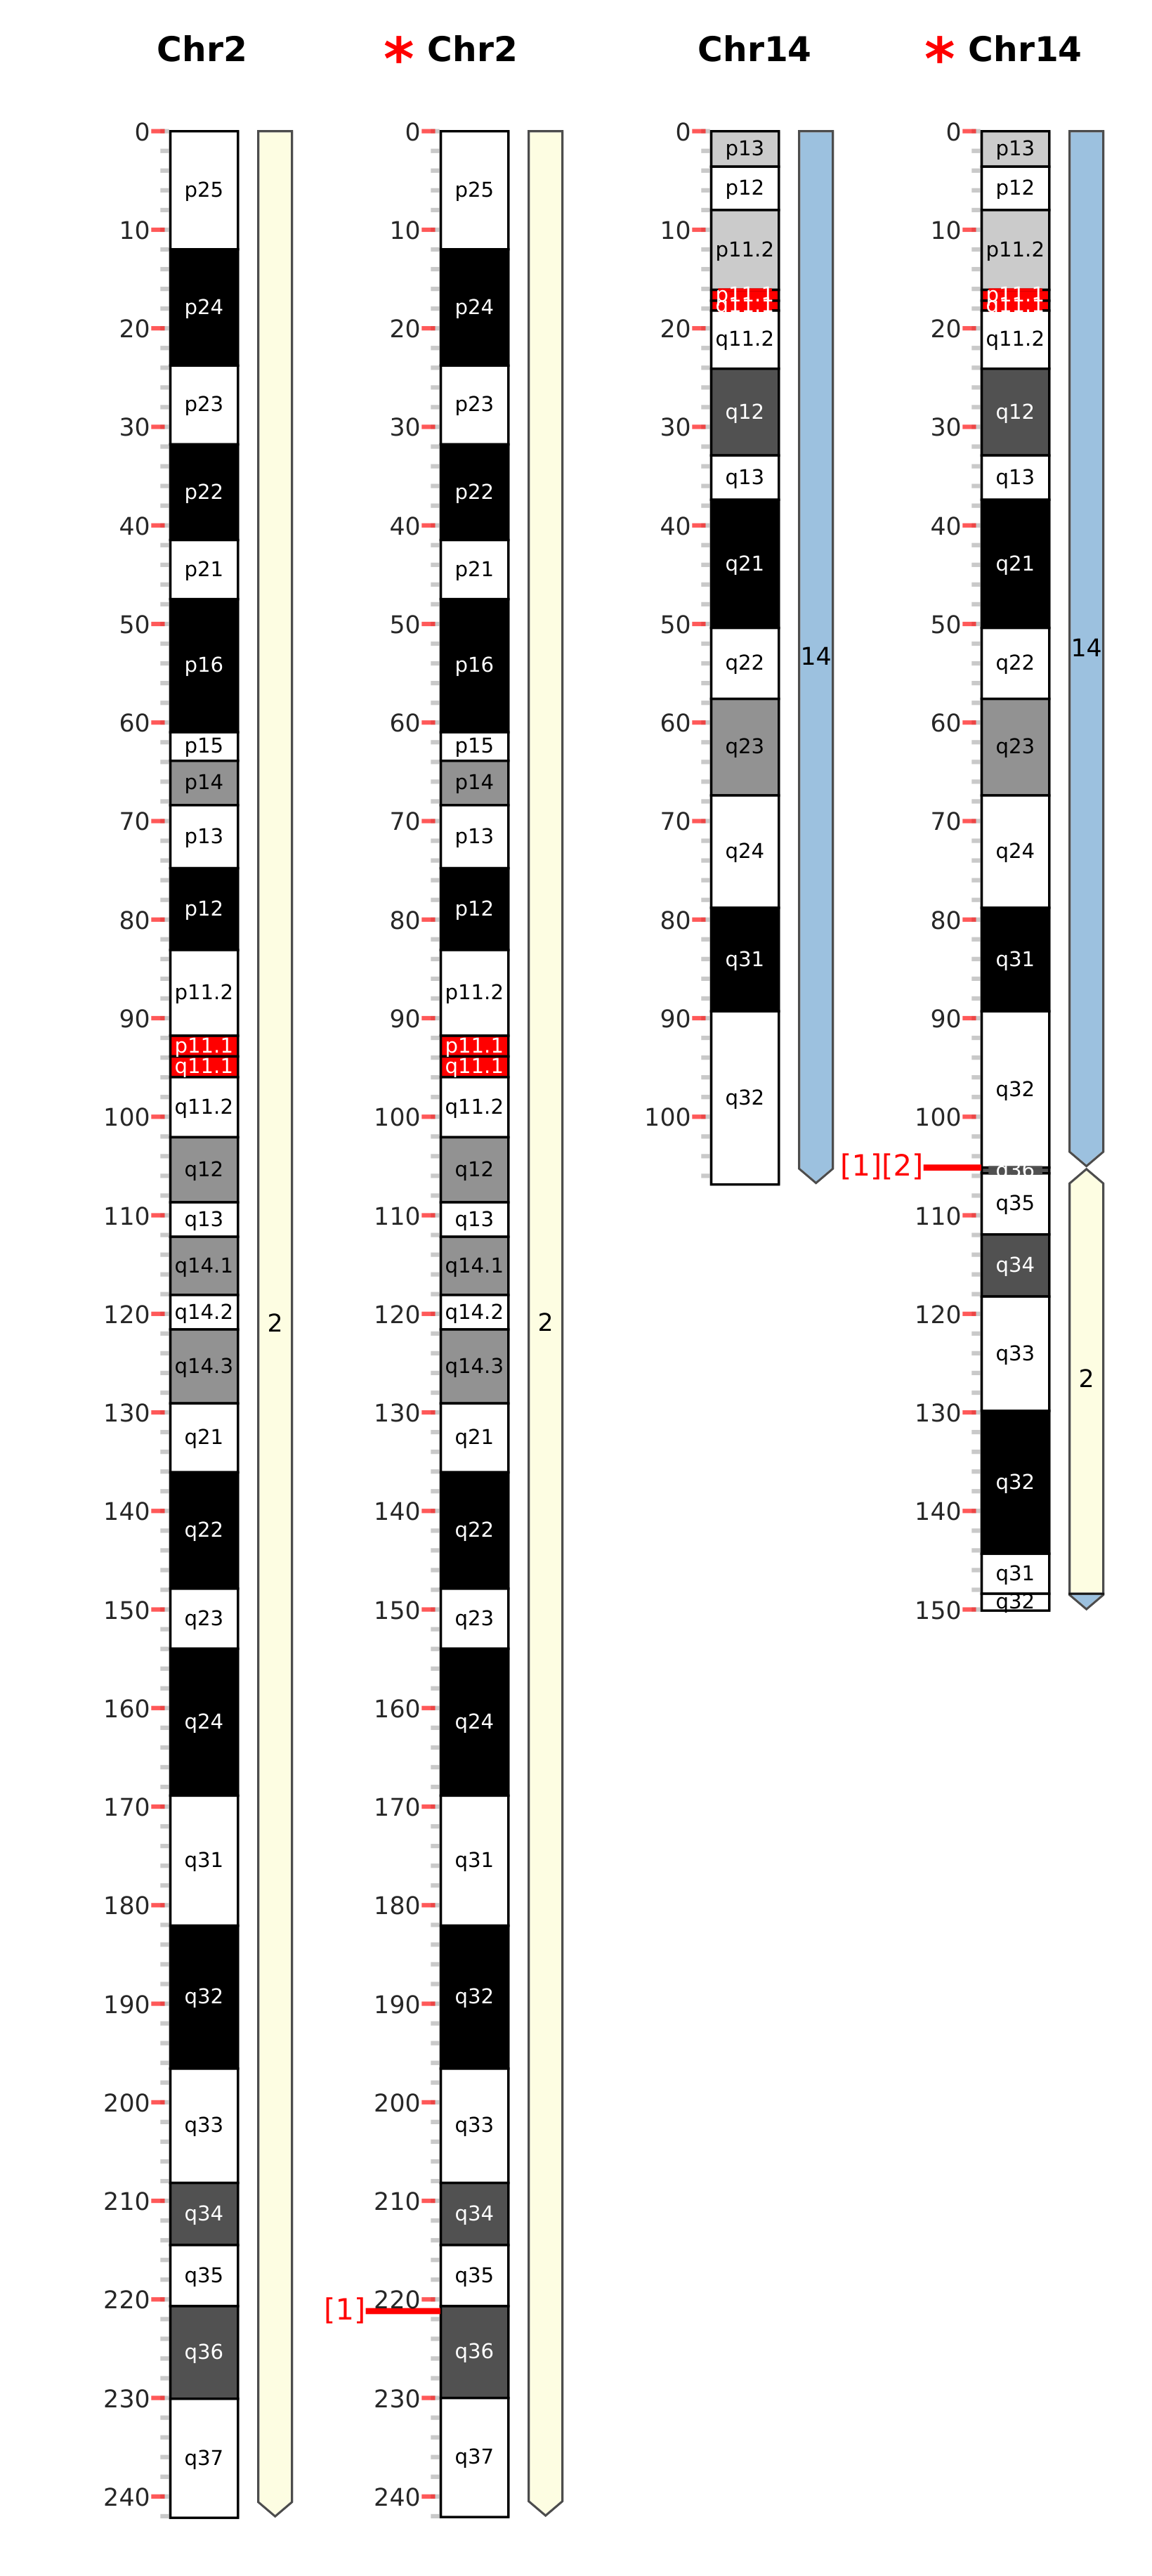 Chr2
* Chr2
Chr14
* Chr14
0
10
20
30
40
50
60
70
80
90
100
110
120
130
140
150
160
170
180
190
200
210
220
230
240
p25
p24
p23
p22
p21
p16
p15
p14
p13
p12
p11.2
p11.1
q11.1
q11.2
q12
q13
q14.1
q14.2
q14.3
q21
q22
q23
q24
q31
q32
q33
q34
q35
q36
q37
2
0
10
20
30
40
50
60
70
80
90
100
110
120
130
140
150
160
170
180
190
200
210
220
[1]
230
240
p25
p24
p23
p22
p21
p16
p15
p14
p13
p12
p11.2
p11.1
q11.1
q11.2
q12
q13
q14.1
q14.2
q14.3
q21
q22
q23
q24
q31
q32
q33
q34
q35
q36
q37
2
0
10
20
30
40
50
60
70
80
90
100
p13
p12
p11.2
p11.1
q11.1
q11.2
q12
q13
q21
q22
q23
q24
q31
q32
14
0
10
20
30
40
50
60
70
80
90
100
[1][2]
110
120
130
140
150
p13
p12
p11.2
p11.1
q11.1
q11.2
q12
q13
q21
q22
q23
q24
q31
q32
q36
q35
q34
q33
q32
q31
q32
14
2